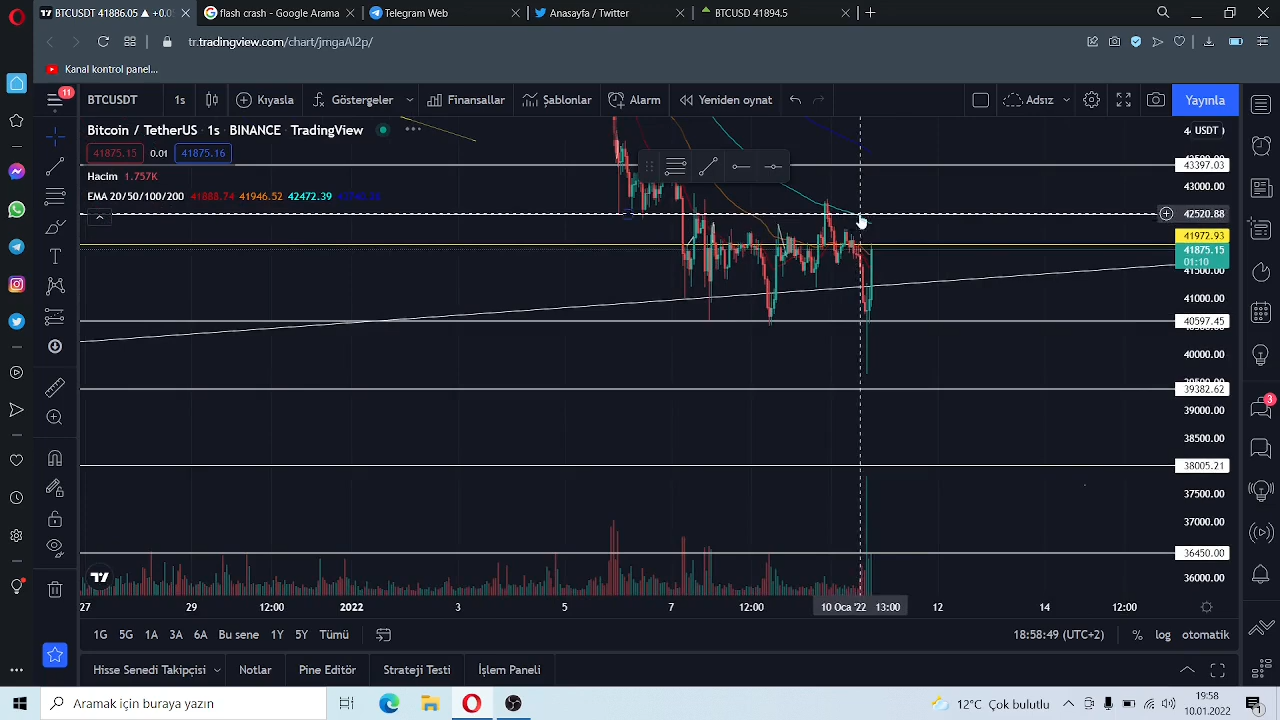 BTCUSDT 41886.05 ▲ +0.0
flash crash - Google Arama
Telegram Web
Anasayfa / Twitter
BTCUSD 41894.5
tr.tradingview.com/chart/jmgaAl2p/
Kanal kontrol panel...
11
BTCUSDT
1s
Kıyasla
Göstergeler
Finansallar
Şablonlar
Alarm
Yeniden oynat
Adsız
Yayınla
Bitcoin / TetherUS · 1s · BINANCE · TradingView
41875.15
0.01
41875.16
Hacim 1.757K
EMA 20/50/100/200 41888.74 41946.52 42472.39
USDT
43397.03
43000.00
42520.88
41972.93
41875.15
01:10
41500.00
41000.00
40597.45
40000.00
39382.62
39000.00
38500.00
38005.21
37500.00
37000.00
36450.00
36000.00
3
27
29
12:00
2022
3
5
7
12:00
10 Oca '22 13:00
12
14
12:00
1G
5G
1A
3A
6A
Bu sene
1Y
5Y
Tümü
18:58:49 (UTC+2)
%
log
otomatik
Hisse Senedi Takipçisi
Notlar
Pine Editör
Strateji Testi
İşlem Paneli
Aramak için buraya yazın
12°C Çok bulutlu
19:58
10.01.2022
1